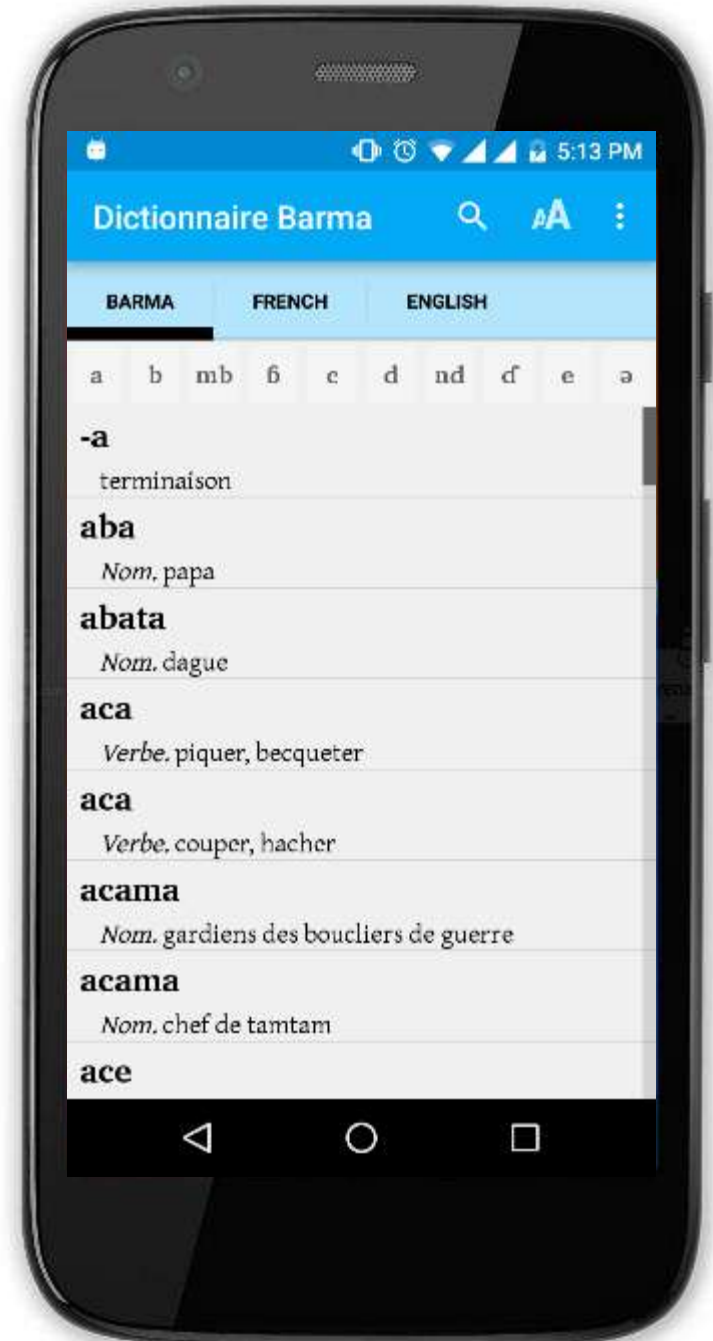 5:13 PM
Dictionnaire Barma
BARMA FRENCH ENGLISH
a b mb ɓ c d nd ɗ e ə
-a
terminaison
aba
Nom. papa
abata
Nom. dague
aca
Verbe. piquer, becqueter
aca
Verbe. couper, hacher
acama
Nom. gardiens des boucliers de guerre
acama
Nom. chef de tamtam
ace